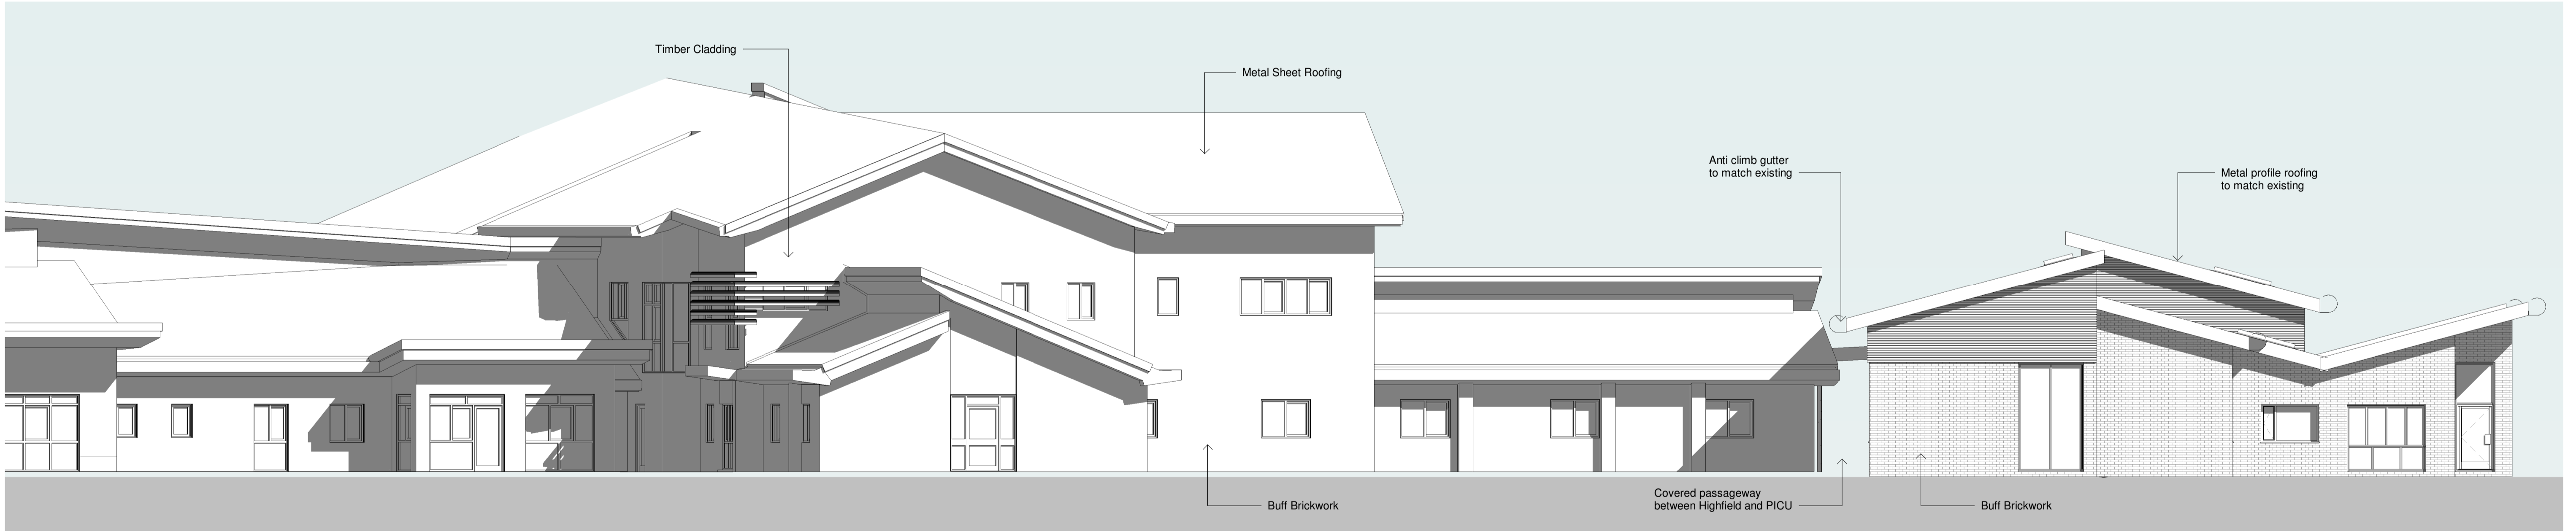 Timber Cladding
Metal Sheet Roofing
Anti climb gutter
to match existing
Metal profile roofing
to match existing
Covered passageway
between Highfield and PICU
Buff Brickwork
Buff Brickwork